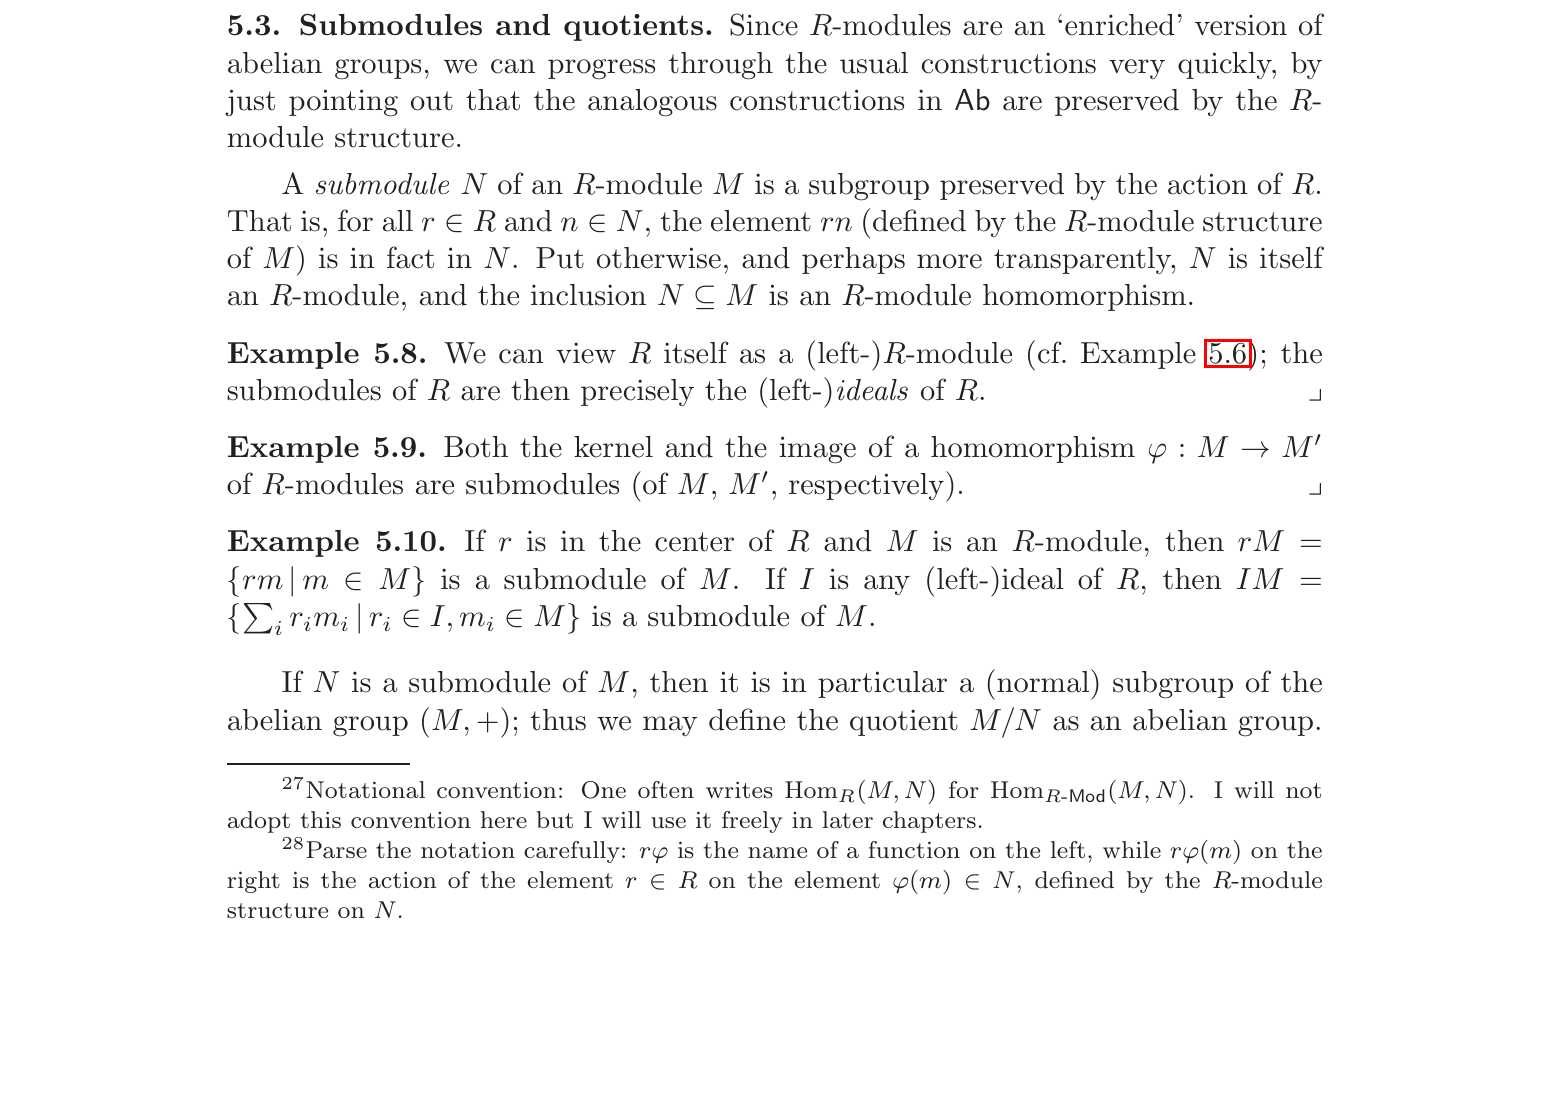 5.3. Submodules and quotients. Since R-modules are an ‘enriched’ version of
abelian groups, we can progress through the usual constructions very quickly, by
just pointing out that the analogous constructions in Ab are preserved by the R-
module structure.
A submodule N of an R-module M is a subgroup preserved by the action of R.
That is, for all r ∈ R and n ∈ N, the element rn (defined by the R-module structure
of M) is in fact in N. Put otherwise, and perhaps more transparently, N is itself
an R-module, and the inclusion N ⊆ M is an R-module homomorphism.
Example 5.8. We can view R itself as a (left-)R-module (cf. Example 5.6); the
submodules of R are then precisely the (left-)ideals of R. ⌟
Example 5.9. Both the kernel and the image of a homomorphism φ : M → M′
of R-modules are submodules (of M, M′, respectively). ⌟
Example 5.10. If r is in the center of R and M is an R-module, then rM =
{rm | m ∈ M} is a submodule of M. If I is any (left-)ideal of R, then IM =
{∑ᵢ rᵢmᵢ | rᵢ ∈ I, mᵢ ∈ M} is a submodule of M.
If N is a submodule of M, then it is in particular a (normal) subgroup of the
abelian group (M, +); thus we may define the quotient M/N as an abelian group.
²⁷Notational convention: One often writes Hom_R(M, N) for Hom_{R-Mod}(M, N). I will not
adopt this convention here but I will use it freely in later chapters.
²⁸Parse the notation carefully: rφ is the name of a function on the left, while rφ(m) on the
right is the action of the element r ∈ R on the element φ(m) ∈ N, defined by the R-module
structure on N.